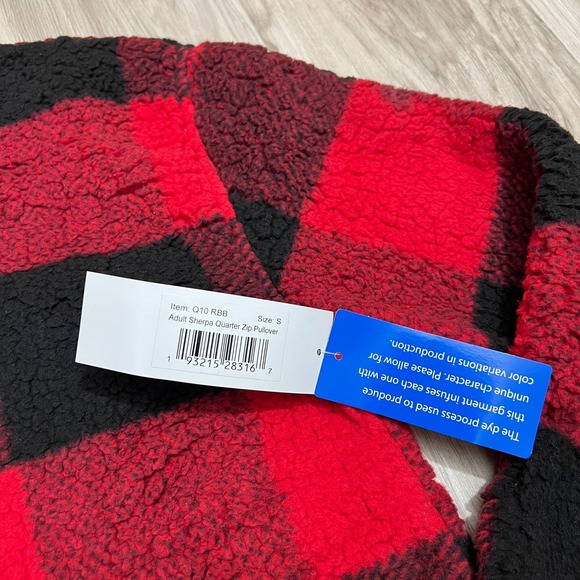 Item: Q10 RBB Size: S
Adult Sherpa Quarter Zip Pullover
1 93215 28316 7
The dye process used to produce
this garment infuses each one with
unique character. Please allow for
color variations in production.